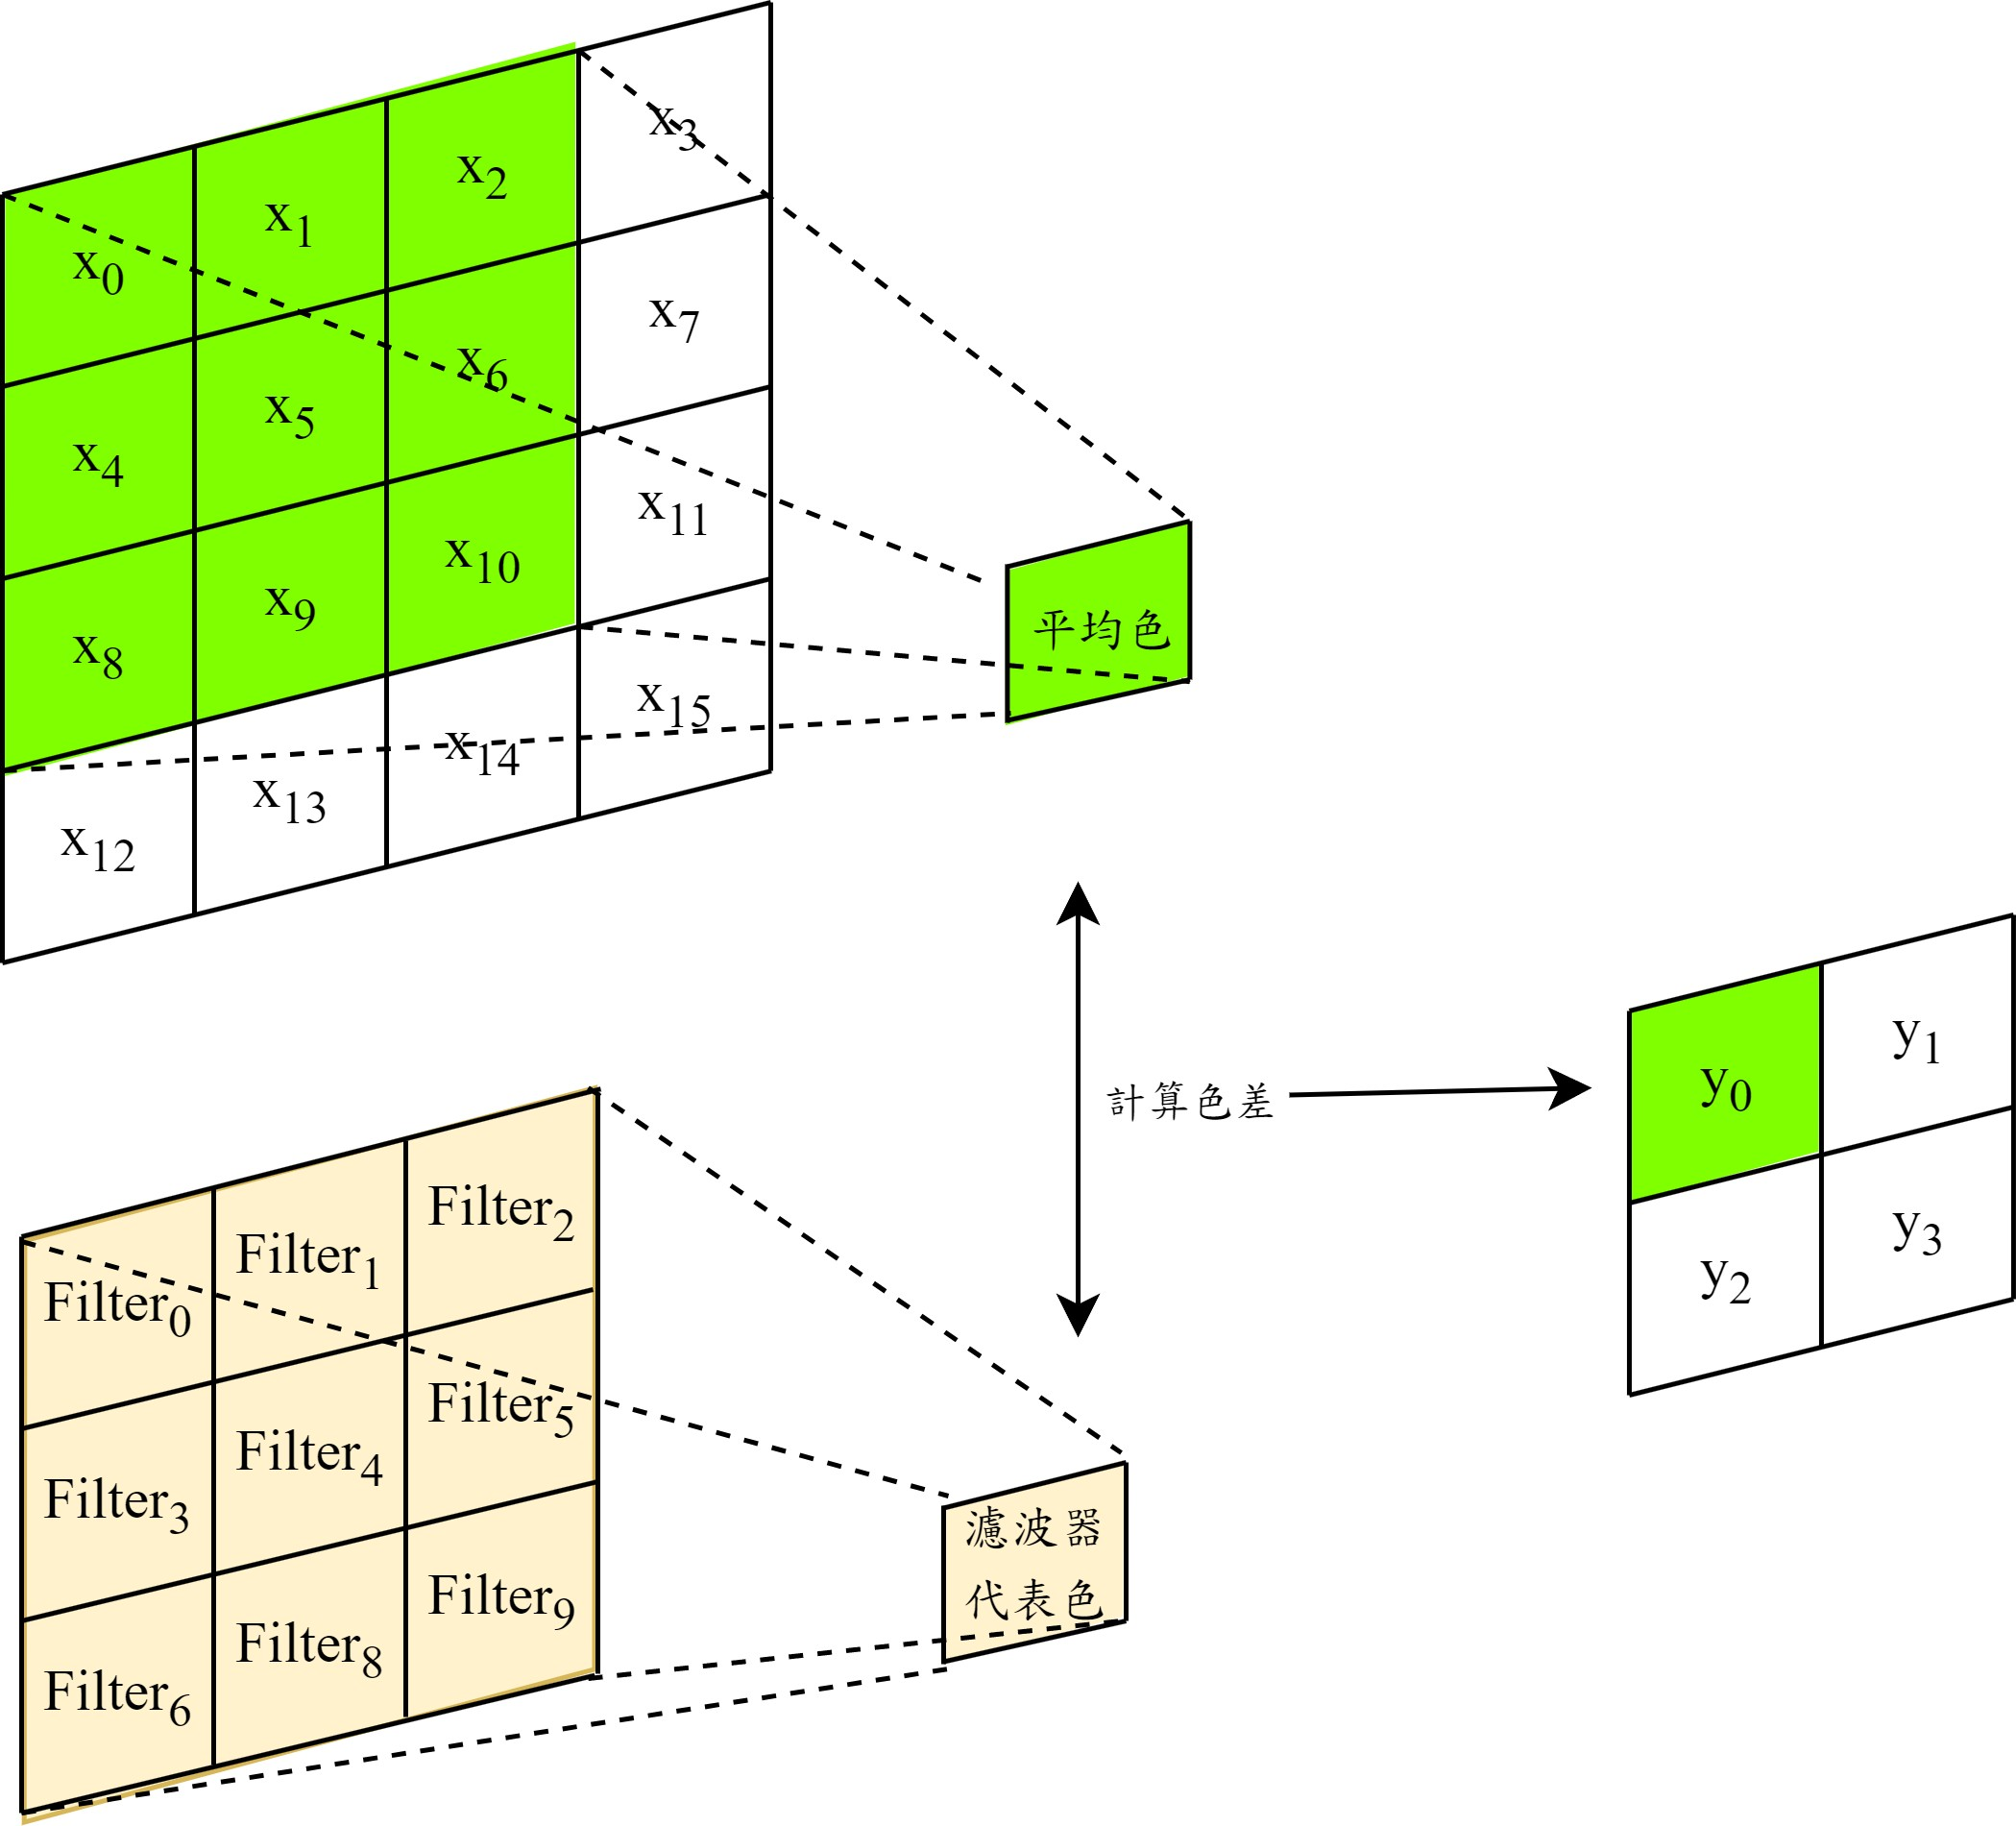 x0 x1 x2 x3
x4 x5 x6 x7
x8 x9 x10 x11
x12 x13 x14 x15
平均色
計算色差
y0 y1
y2 y3
Filter0 Filter1 Filter2
Filter3 Filter4 Filter5
Filter6 Filter8 Filter9
濾波器
代表色